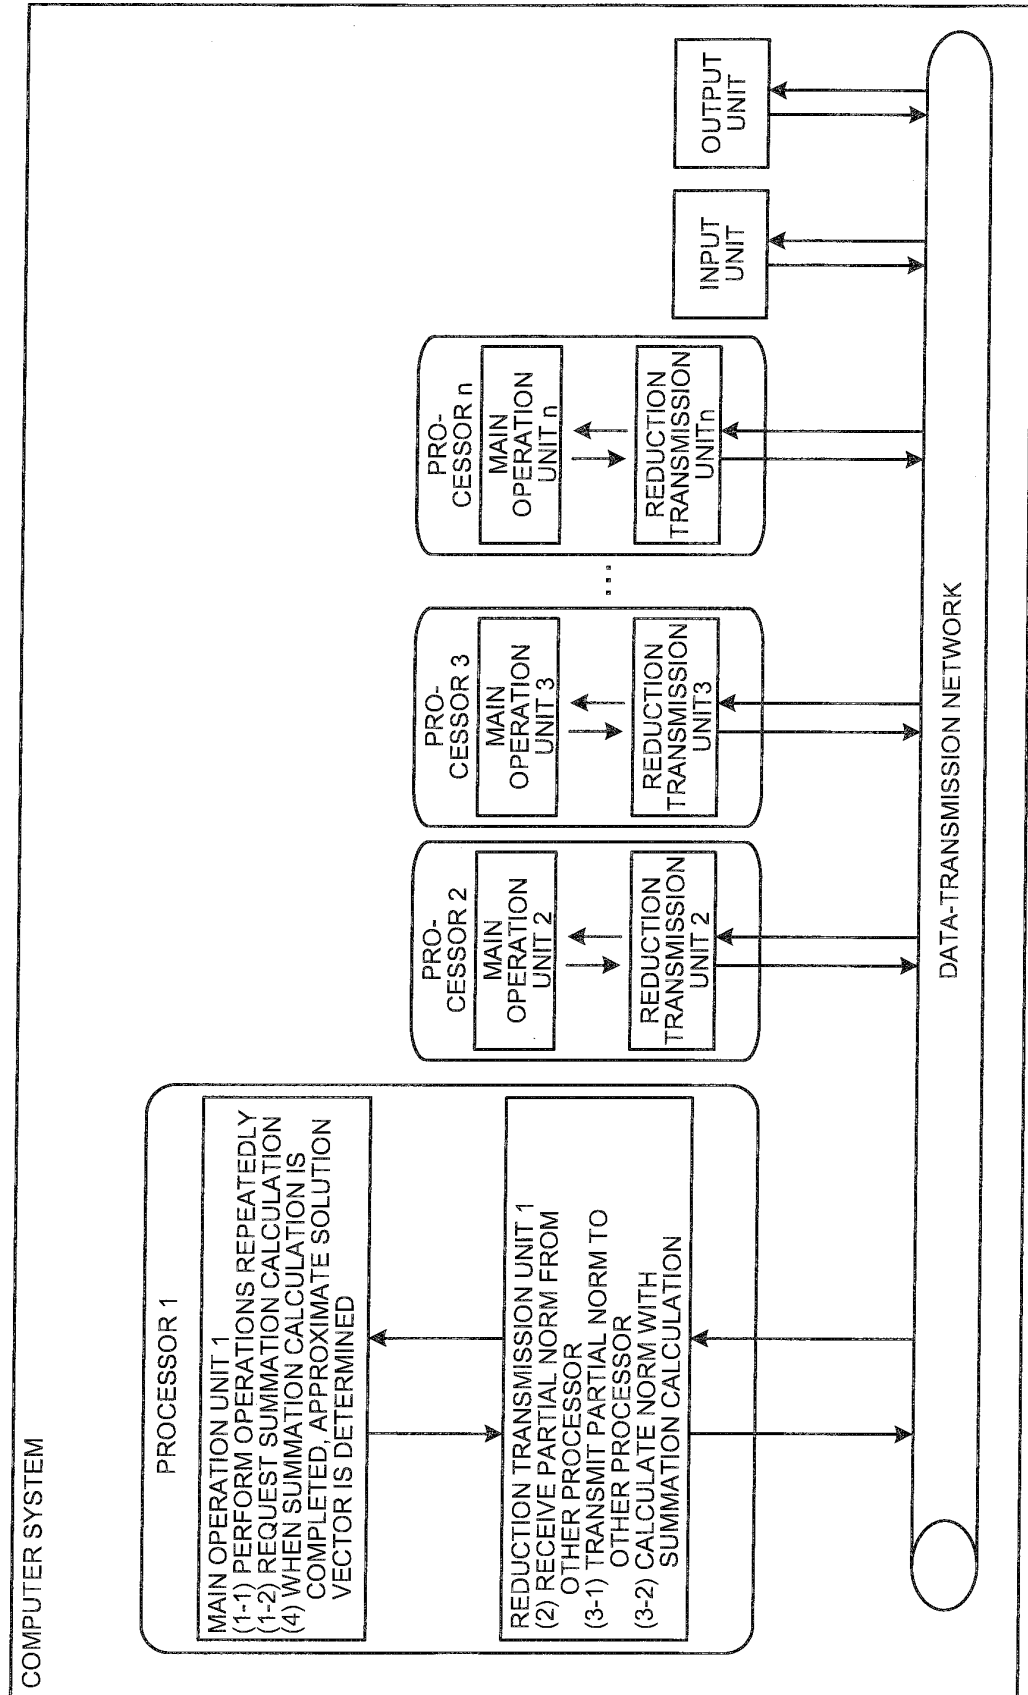 COMPUTER SYSTEM
PROCESSOR 1
MAIN OPERATION UNIT 1
(1-1) PERFORM OPERATIONS REPEATEDLY
(1-2) REQUEST SUMMATION CALCULATION
(4) WHEN SUMMATION CALCULATION IS
COMPLETED, APPROXIMATE SOLUTION
VECTOR IS DETERMINED
REDUCTION TRANSMISSION UNIT 1
(2) RECEIVE PARTIAL NORM FROM
OTHER PROCESSOR
(3-1) TRANSMIT PARTIAL NORM TO
OTHER PROCESSOR
(3-2) CALCULATE NORM WITH
SUMMATION CALCULATION
PRO-
CESSOR 2
MAIN
OPERATION
UNIT 2
REDUCTION
TRANSMISSION
UNIT 2
PRO-
CESSOR 3
MAIN
OPERATION
UNIT 3
REDUCTION
TRANSMISSION
UNIT3
...
PRO-
CESSOR n
MAIN
OPERATION
UNIT n
REDUCTION
TRANSMISSION
UNITn
INPUT
UNIT
OUTPUT
UNIT
DATA-TRANSMISSION NETWORK